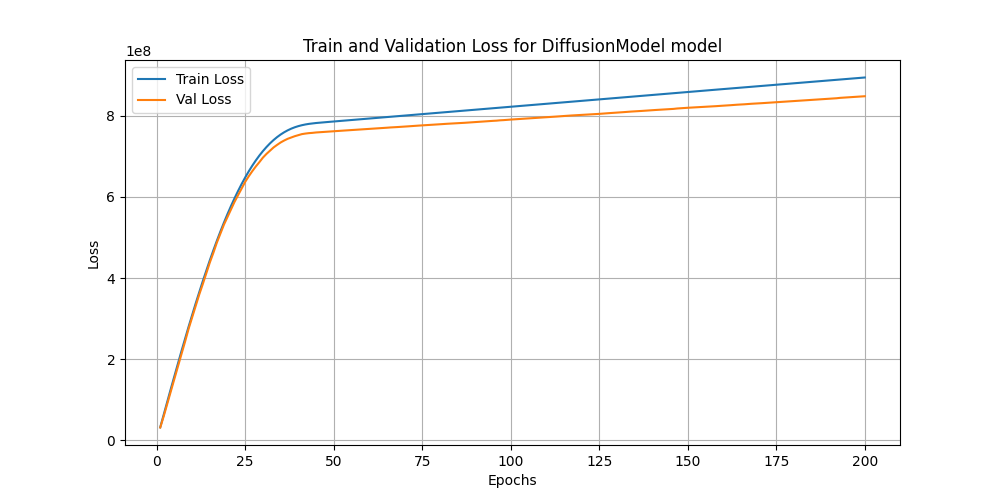 Train and Validation Loss for DiffusionModel model
1e8
Train Loss
Val Loss
8
6
4
2
0
Loss
0 25 50 75 100 125 150 175 200
Epochs